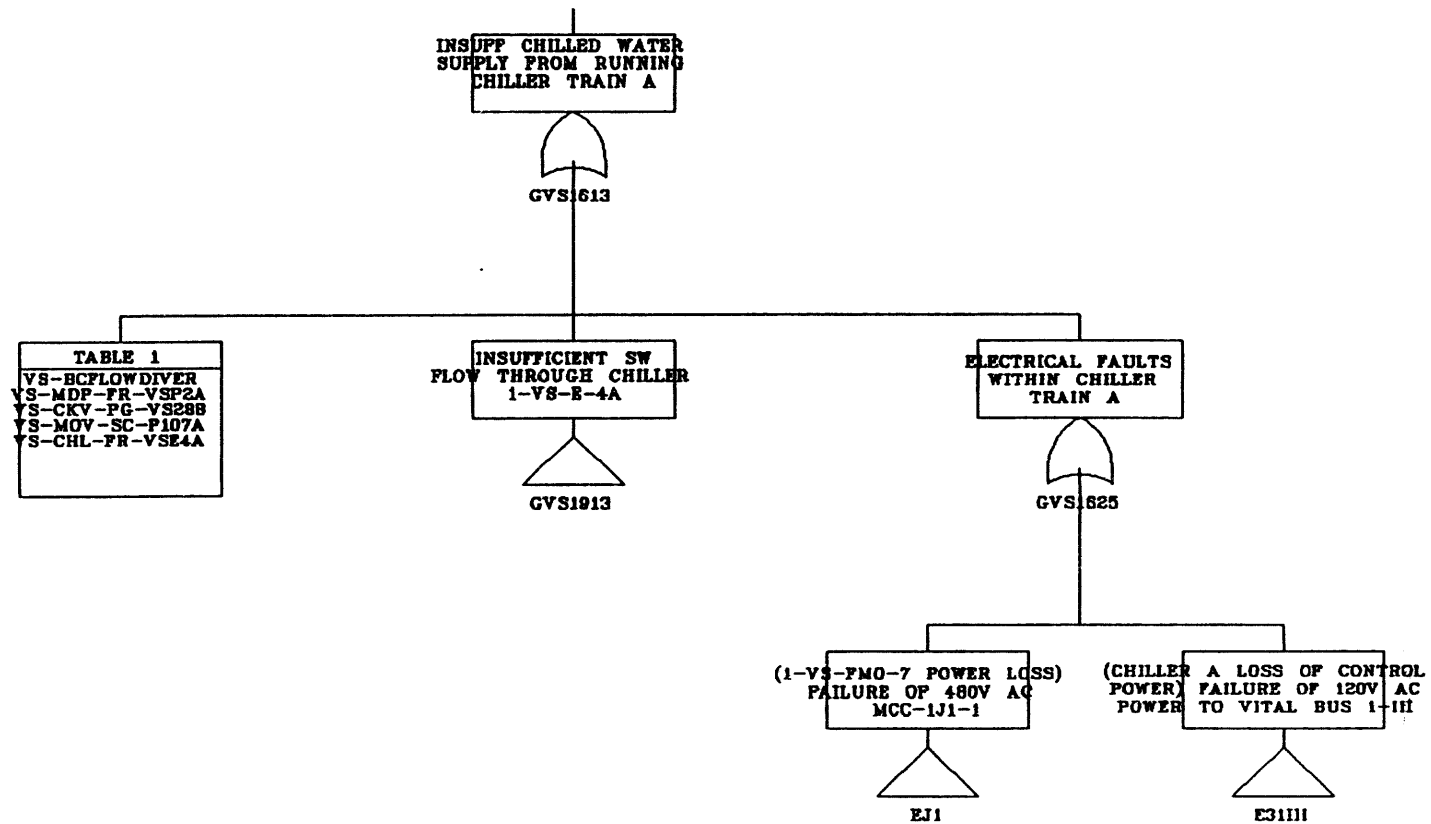 INSUFF CHILLED WATER
SUPPLY FROM RUNNING
CHILLER TRAIN A
GVS1613
TABLE 1
VS-BCFLOWDIVER
VS-MDP-FR-VSP2A
VS-CKV-PG-VS288
VS-MOV-SC-P107A
VS-CHL-FR-VSE4A
INSUFFICIENT SW
FLOW THROUGH CHILLER
1-VS-E-4A
GVS1913
ELECTRICAL FAULTS
WITHIN CHILLER
TRAIN A
GVS1625
(1-VS-FMO-7 POWER LOSS)
FAILURE OF 480V AC
MCC-1J1-1
EJ1
(CHILLER A LOSS OF CONTROL
POWER) FAILURE OF 120V AC
POWER TO VITAL BUS 1-III
E31III